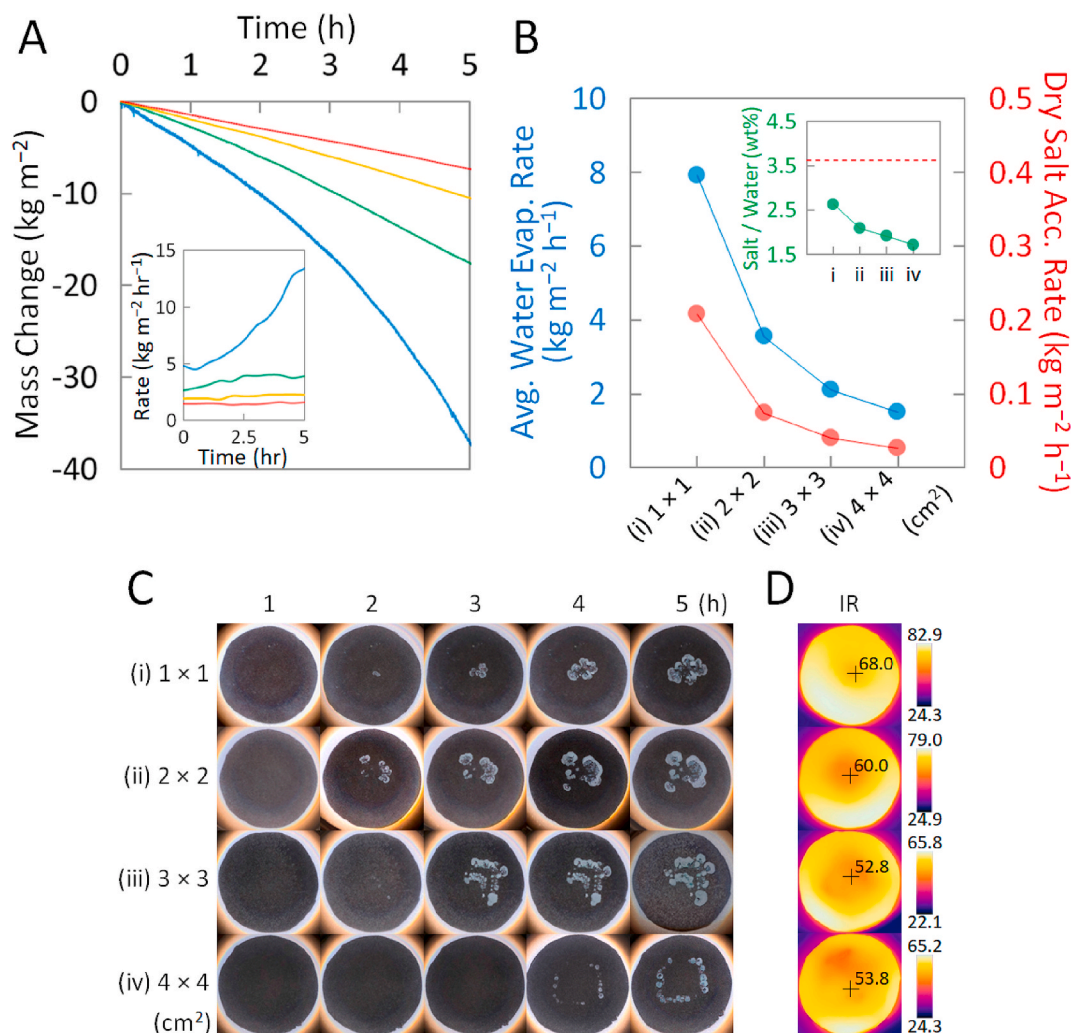 A
Time (h)
0 1 2 3 4 5
Mass Change (kg m⁻²)
0
-10
-20
-30
-40
Rate (kg m⁻² hr⁻¹)
15
10
5
0
0 2.5 5
Time (hr)
B
Avg. Water Evap. Rate
(kg m⁻² h⁻¹)
10
8
6
4
2
0
Salt / Water (wt%)
4.5
3.5
2.5
1.5
i ii iii iv
0.5
0.4
0.3
0.2
0.1
0
Dry Salt Acc. Rate (kg m⁻² h⁻¹)
(i) 1 × 1
(ii) 2 × 2
(iii) 3 × 3
(iv) 4 × 4
(cm²)
C
1 2 3 4 5 (h)
(i) 1 × 1
(ii) 2 × 2
(iii) 3 × 3
(iv) 4 × 4
(cm²)
D
IR
68.0
82.9
24.3
60.0
79.0
24.9
52.8
65.8
22.1
53.8
65.2
24.3